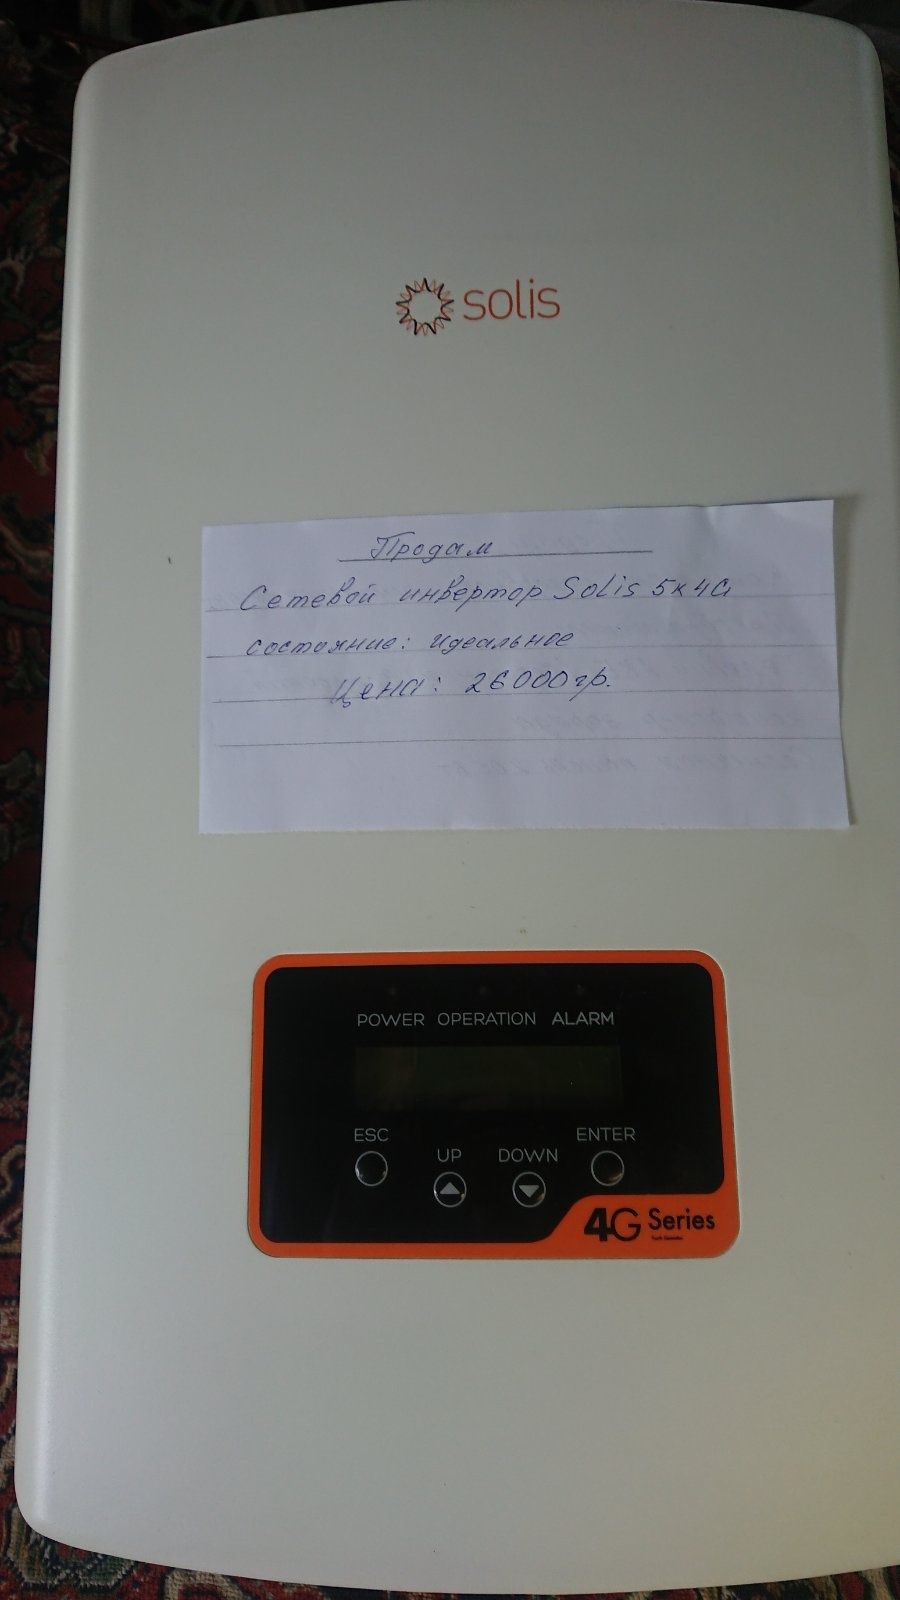 solis
Продам
Сетевой инвертор Solis 5к4G
состояние: идеальное
Цена: 26000гр.
POWER OPERATION ALARM
ESC
UP
DOWN
ENTER
4G Series